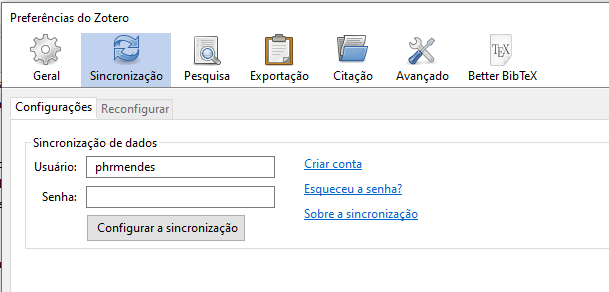 Preferências do Zotero
TEX
Geral Sincronização Pesquisa Exportação Citação Avançado Better BibTeX
Configurações Reconfigurar
Sincronização de dados
Usuário: phrmendes Criar conta
Esqueceu a senha?
Senha:
Sobre a sincronização
Configurar a sincronização